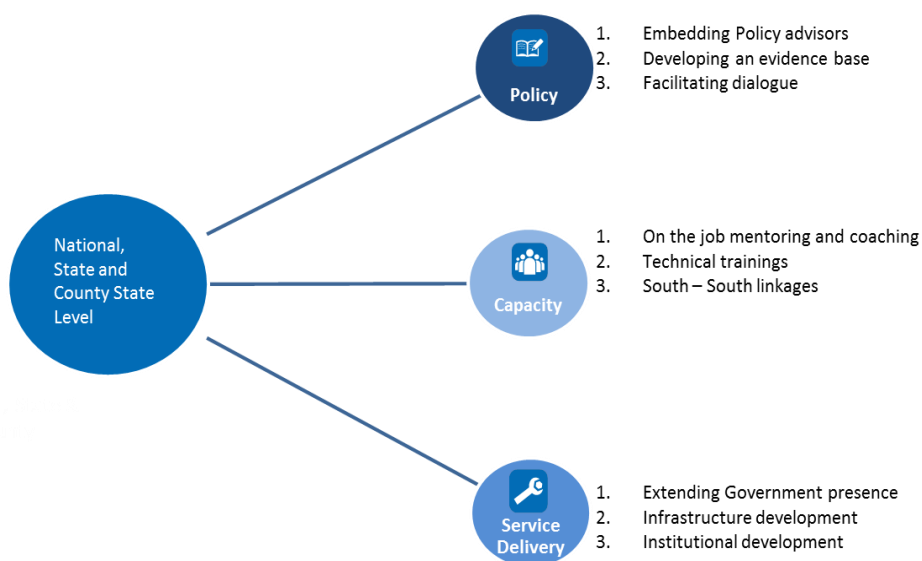 Policy
1. Embedding Policy advisors
2. Developing an evidence base
3. Facilitating dialogue
National,
State and
County State
Level
Capacity
1. On the job mentoring and coaching
2. Technical trainings
3. South – South linkages
Service
Delivery
1. Extending Government presence
2. Infrastructure development
3. Institutional development